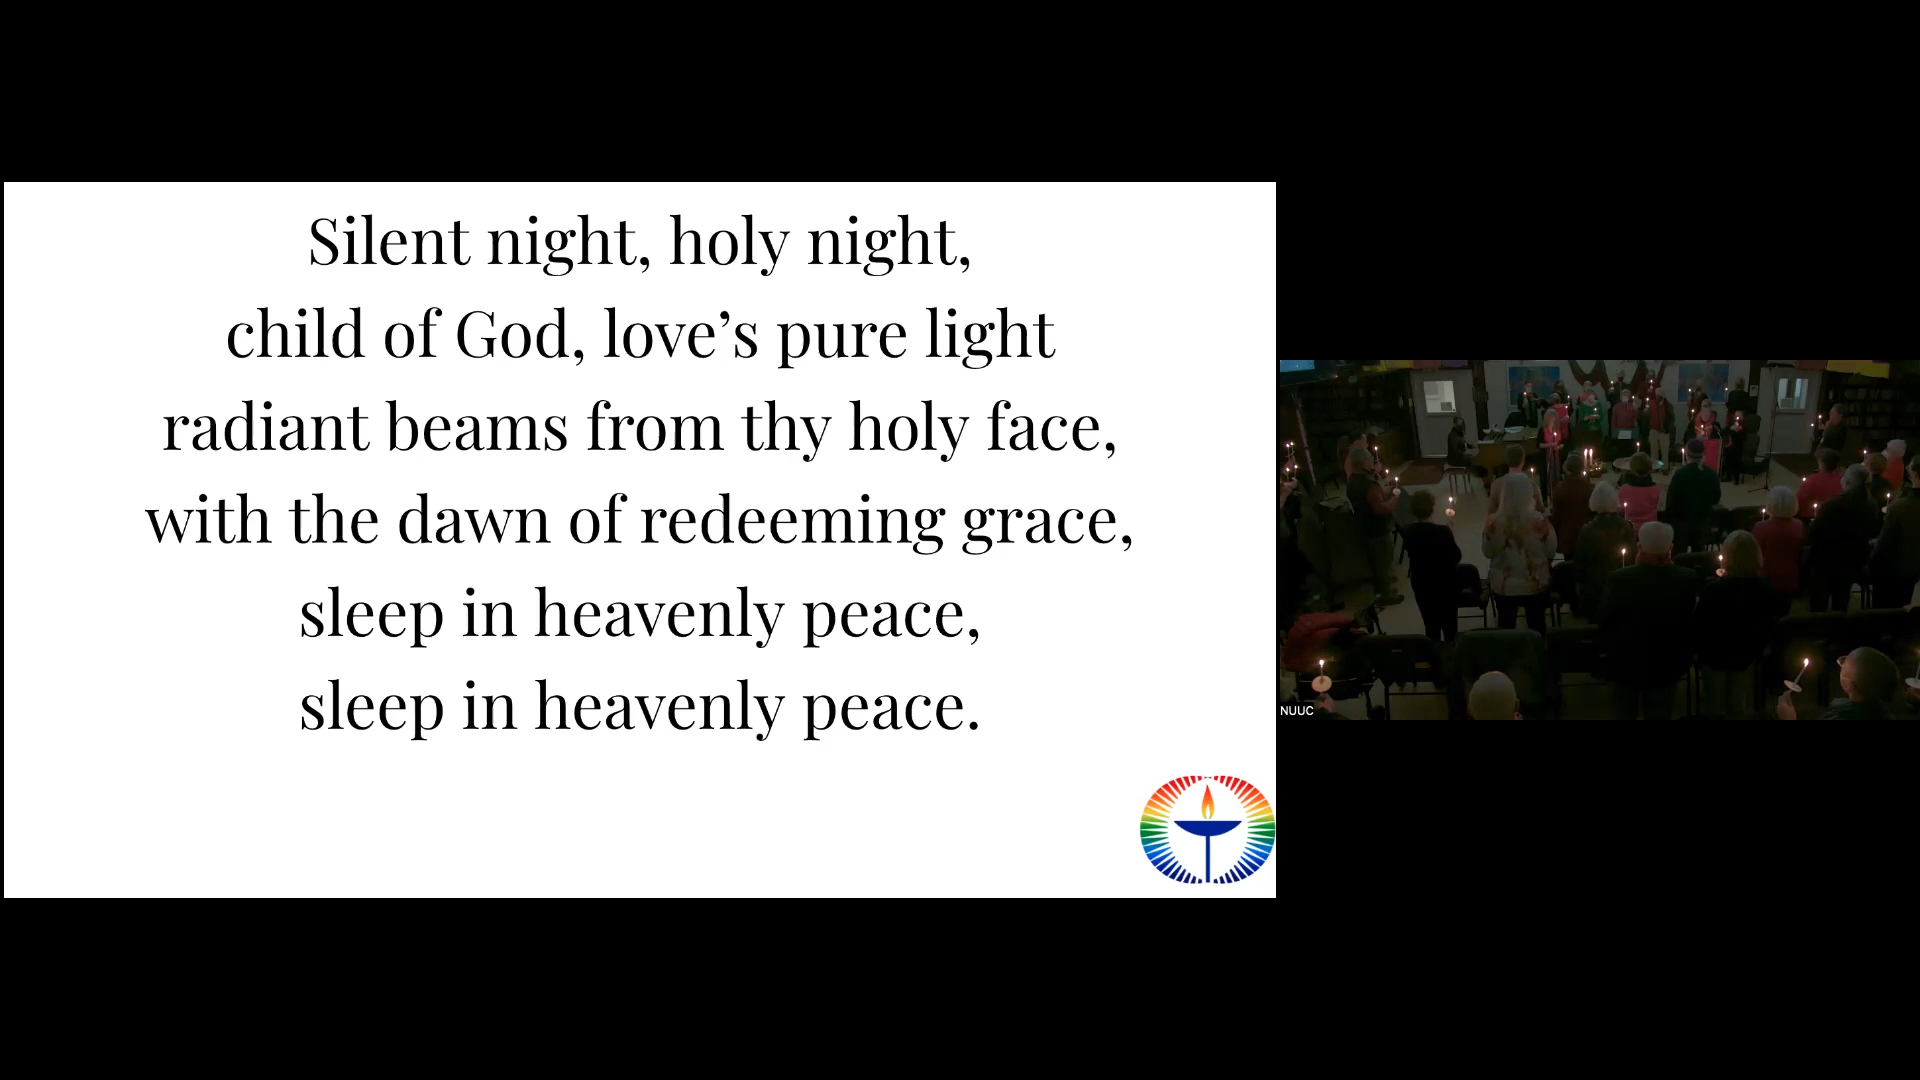 Silent night, holy night,
child of God, love’s pure light
radiant beams from thy holy face,
with the dawn of redeeming grace,
sleep in heavenly peace,
sleep in heavenly peace.
NUUC